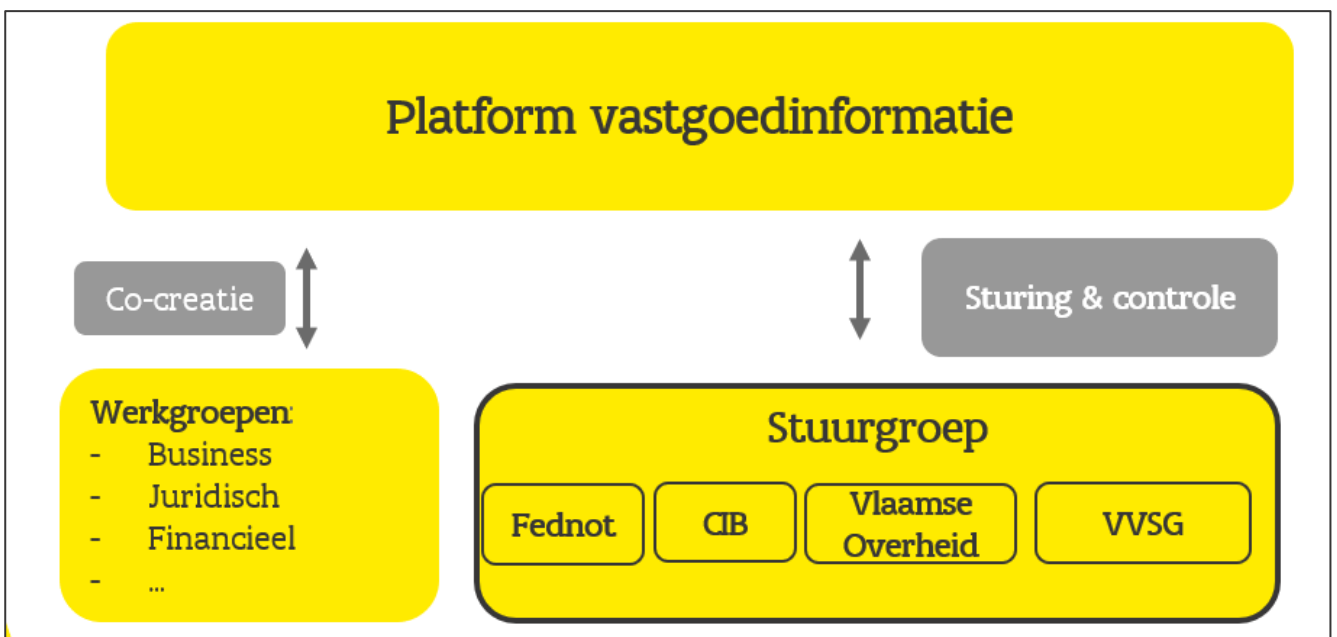 Platform vastgoedinformatie
Co-creatie
Sturing & controle
Werkgroepen:
- Business
- Juridisch
- Financieel
- ...
Stuurgroep
Fednot
CIB
Vlaamse
Overheid
VVSG